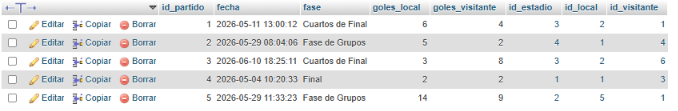 id_partido fecha fase goles_local goles_visitante id_estadio id_local id_visitante
Editar Copiar Borrar 1 2026-05-11 13:00:12 Cuartos de Final 6 4 3 2 1
Editar Copiar Borrar 2 2026-05-29 08:04:06 Fase de Grupos 5 2 4 1 4
Editar Copiar Borrar 3 2026-06-10 18:25:11 Cuartos de Final 3 8 3 2 6
Editar Copiar Borrar 4 2026-05-04 10:20:33 Final 2 2 1 1 3
Editar Copiar Borrar 5 2026-05-29 11:33:23 Fase de Grupos 14 9 2 5 1